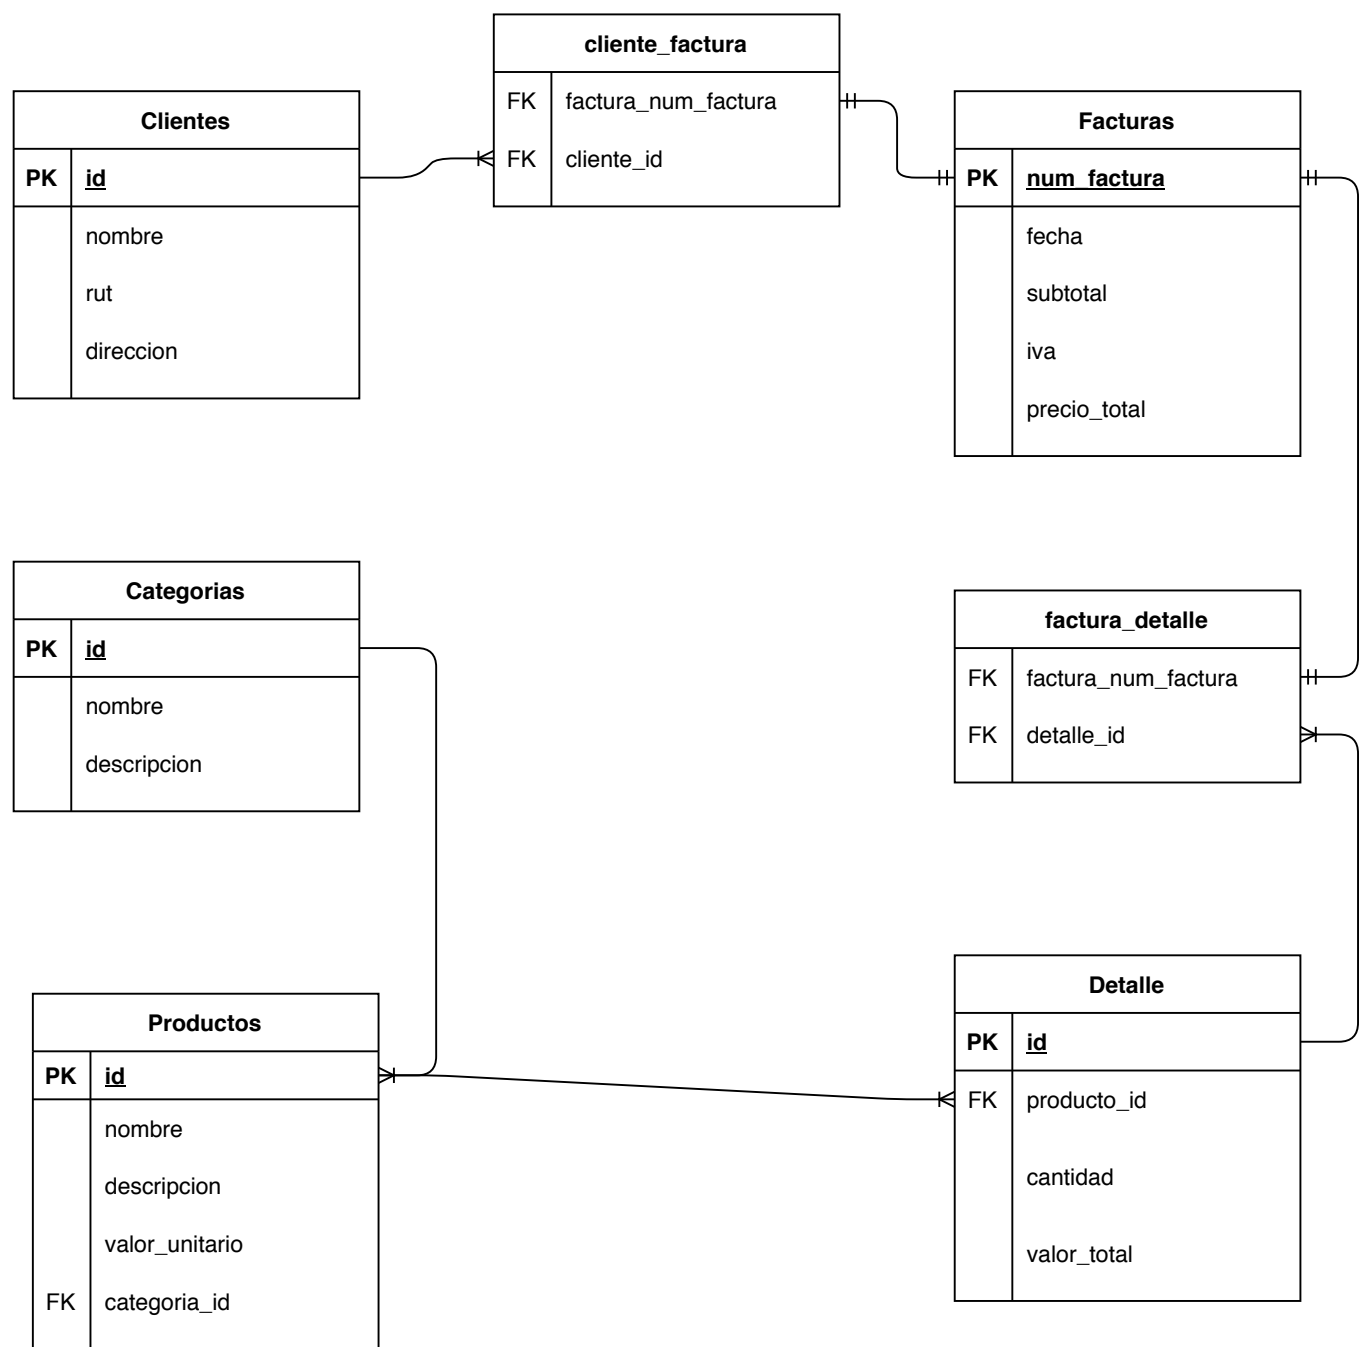 cliente_factura
FK factura_num_factura
FK cliente_id
Clientes
PK id
nombre
rut
direccion
Facturas
PK num_factura
fecha
subtotal
iva
precio_total
Categorias
PK id
nombre
descripcion
factura_detalle
FK factura_num_factura
FK detalle_id
Productos
PK id
nombre
descripcion
valor_unitario
FK categoria_id
Detalle
PK id
FK producto_id
cantidad
valor_total